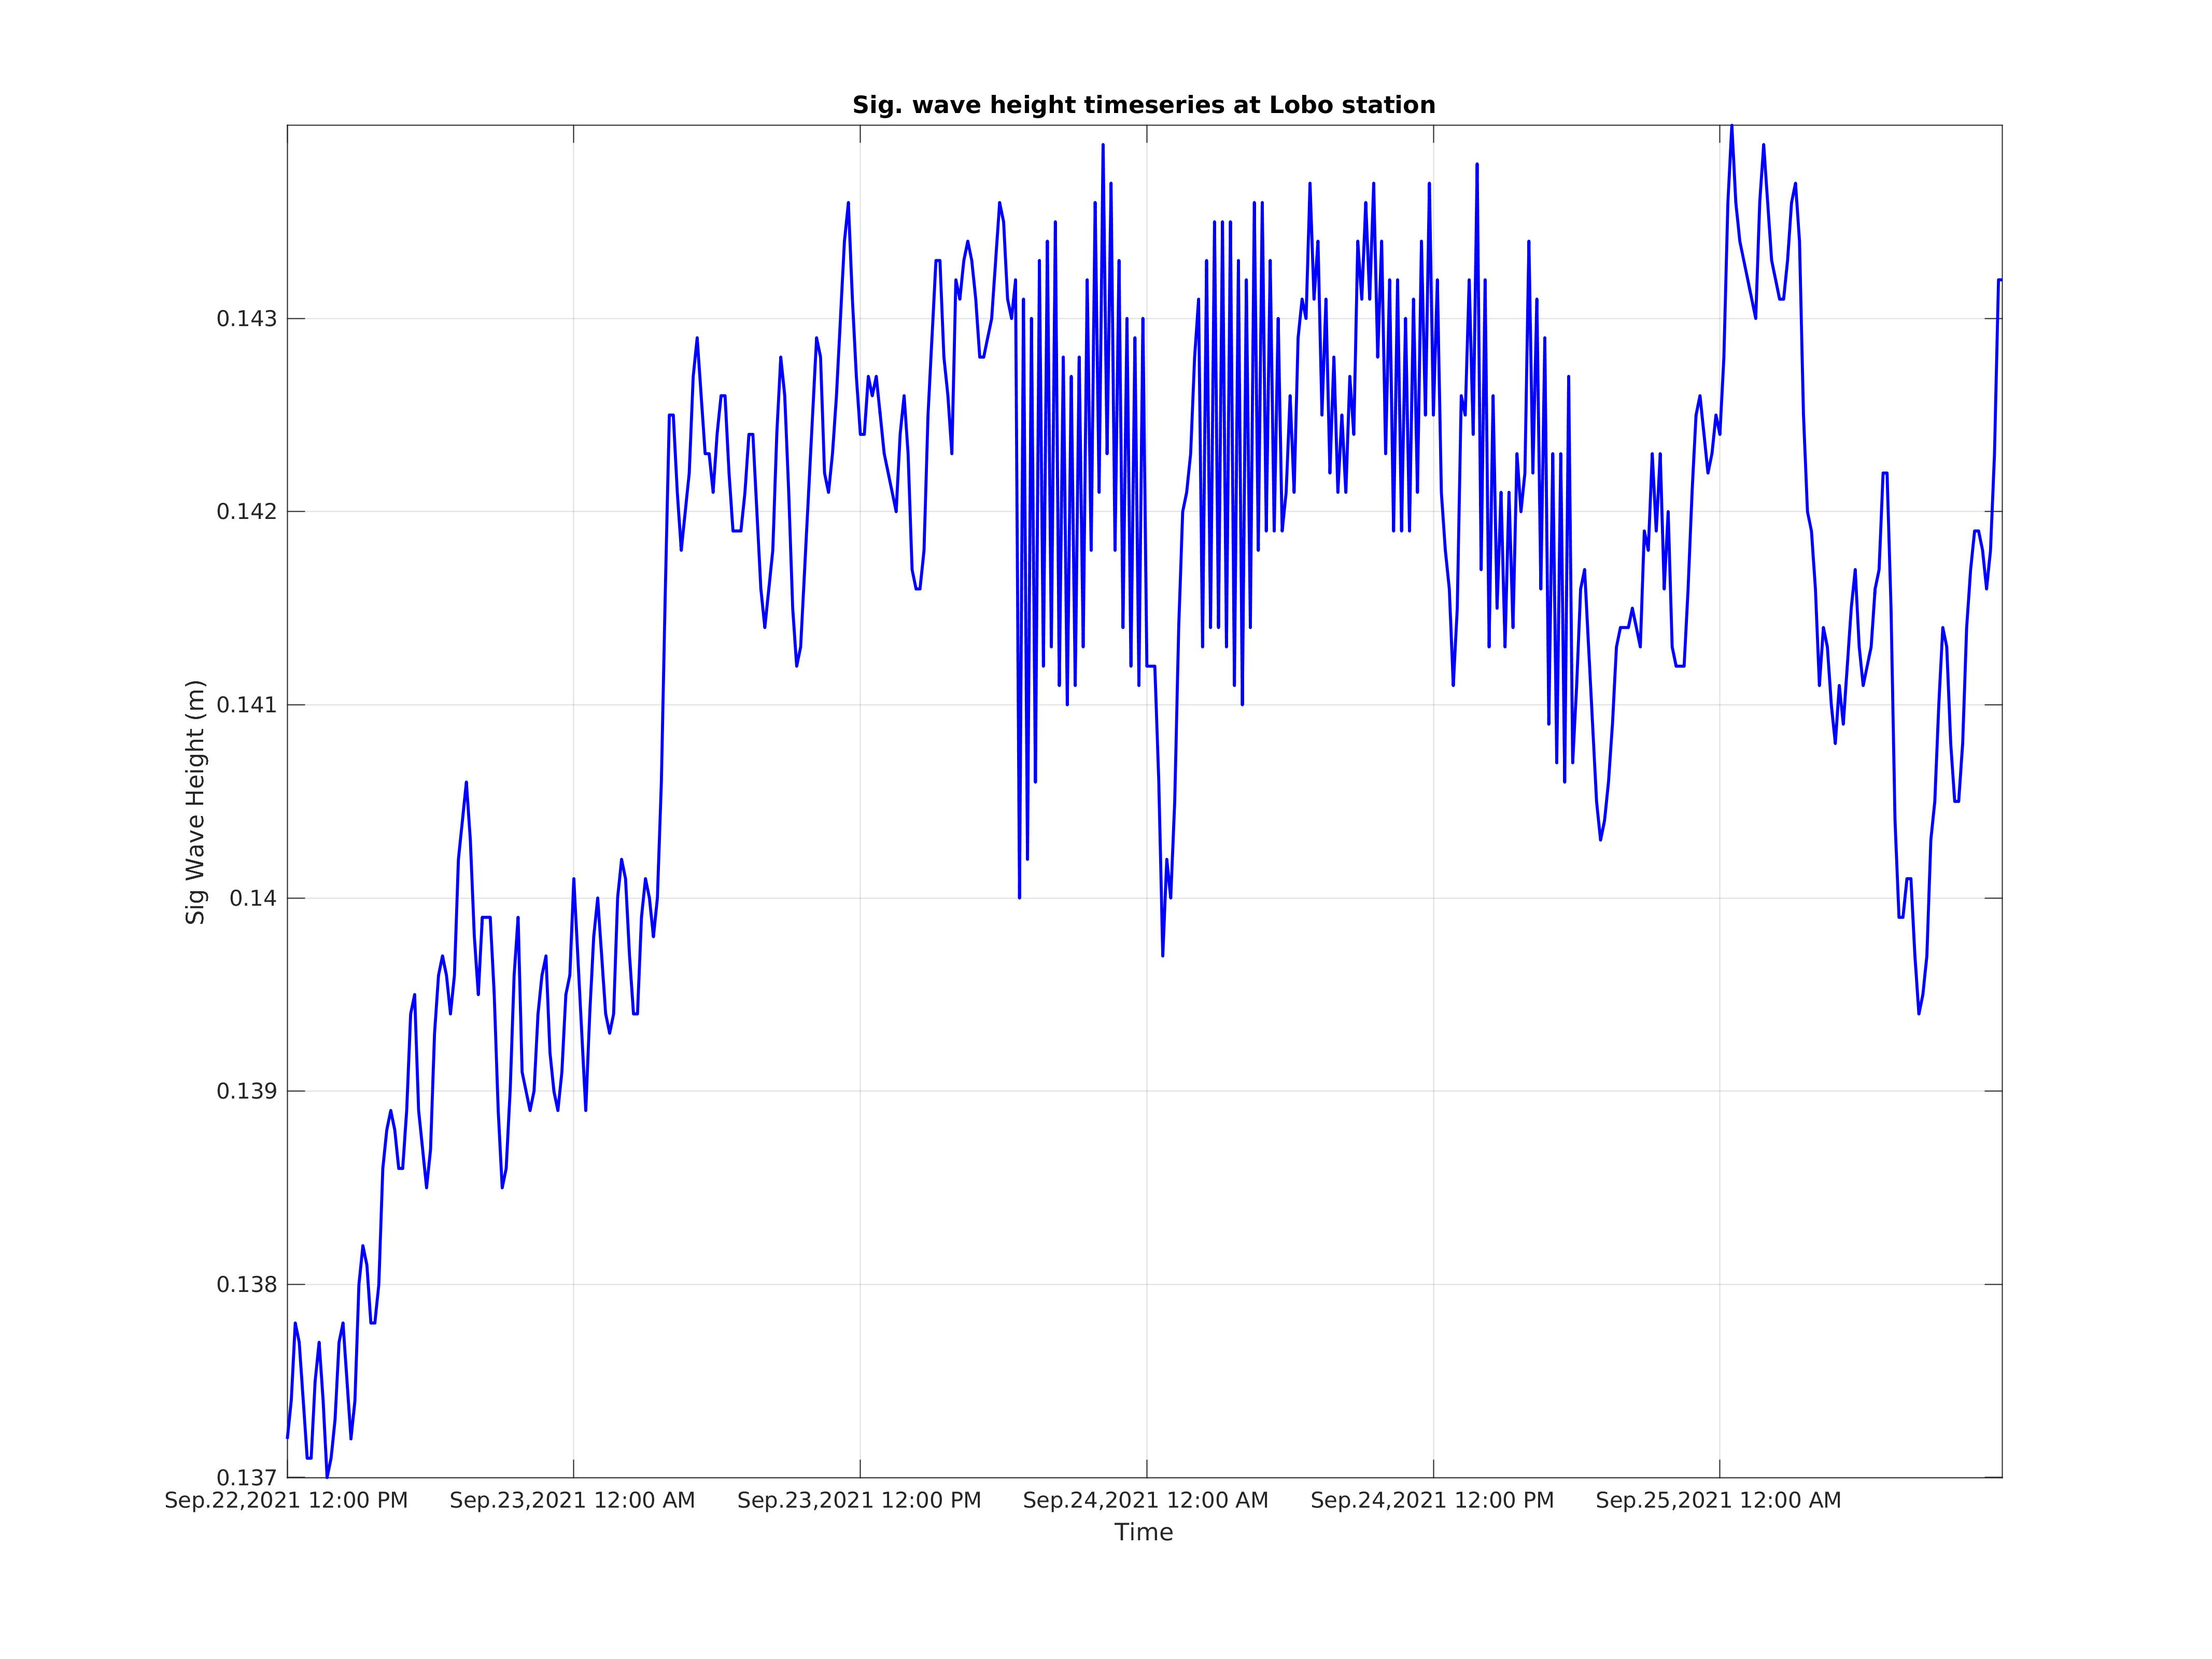 Sig. wave height timeseries at Lobo station
Sig Wave Height (m)
0.143
0.142
0.141
0.14
0.139
0.138
0.137
Sep.22,2021 12:00 PM Sep.23,2021 12:00 AM Sep.23,2021 12:00 PM Sep.24,2021 12:00 AM Sep.24,2021 12:00 PM Sep.25,2021 12:00 AM
Time